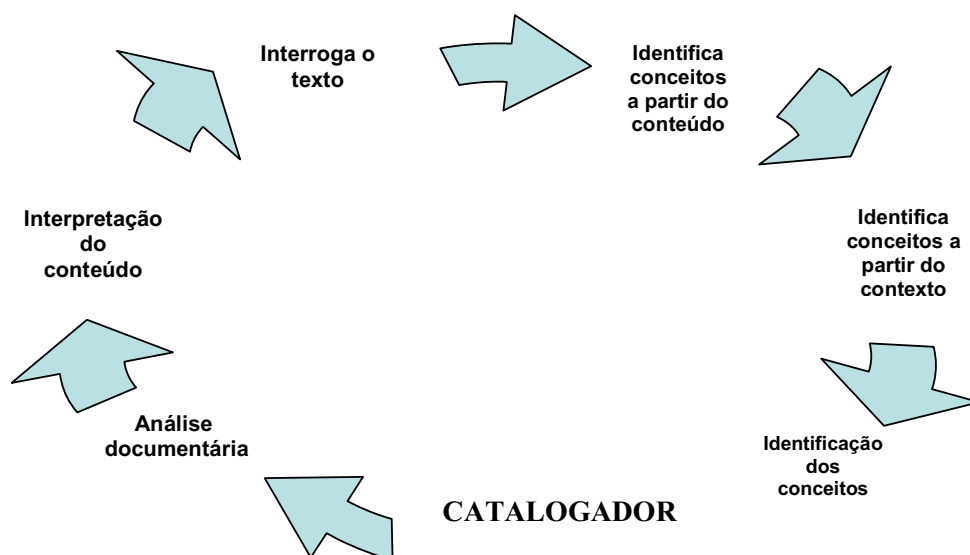 Interroga o
texto
Identifica
conceitos
a partir do
conteúdo
Identifica
conceitos a
partir do
contexto
Identificação
dos
conceitos
CATALOGADOR
Análise
documentária
Interpretação
do
conteúdo